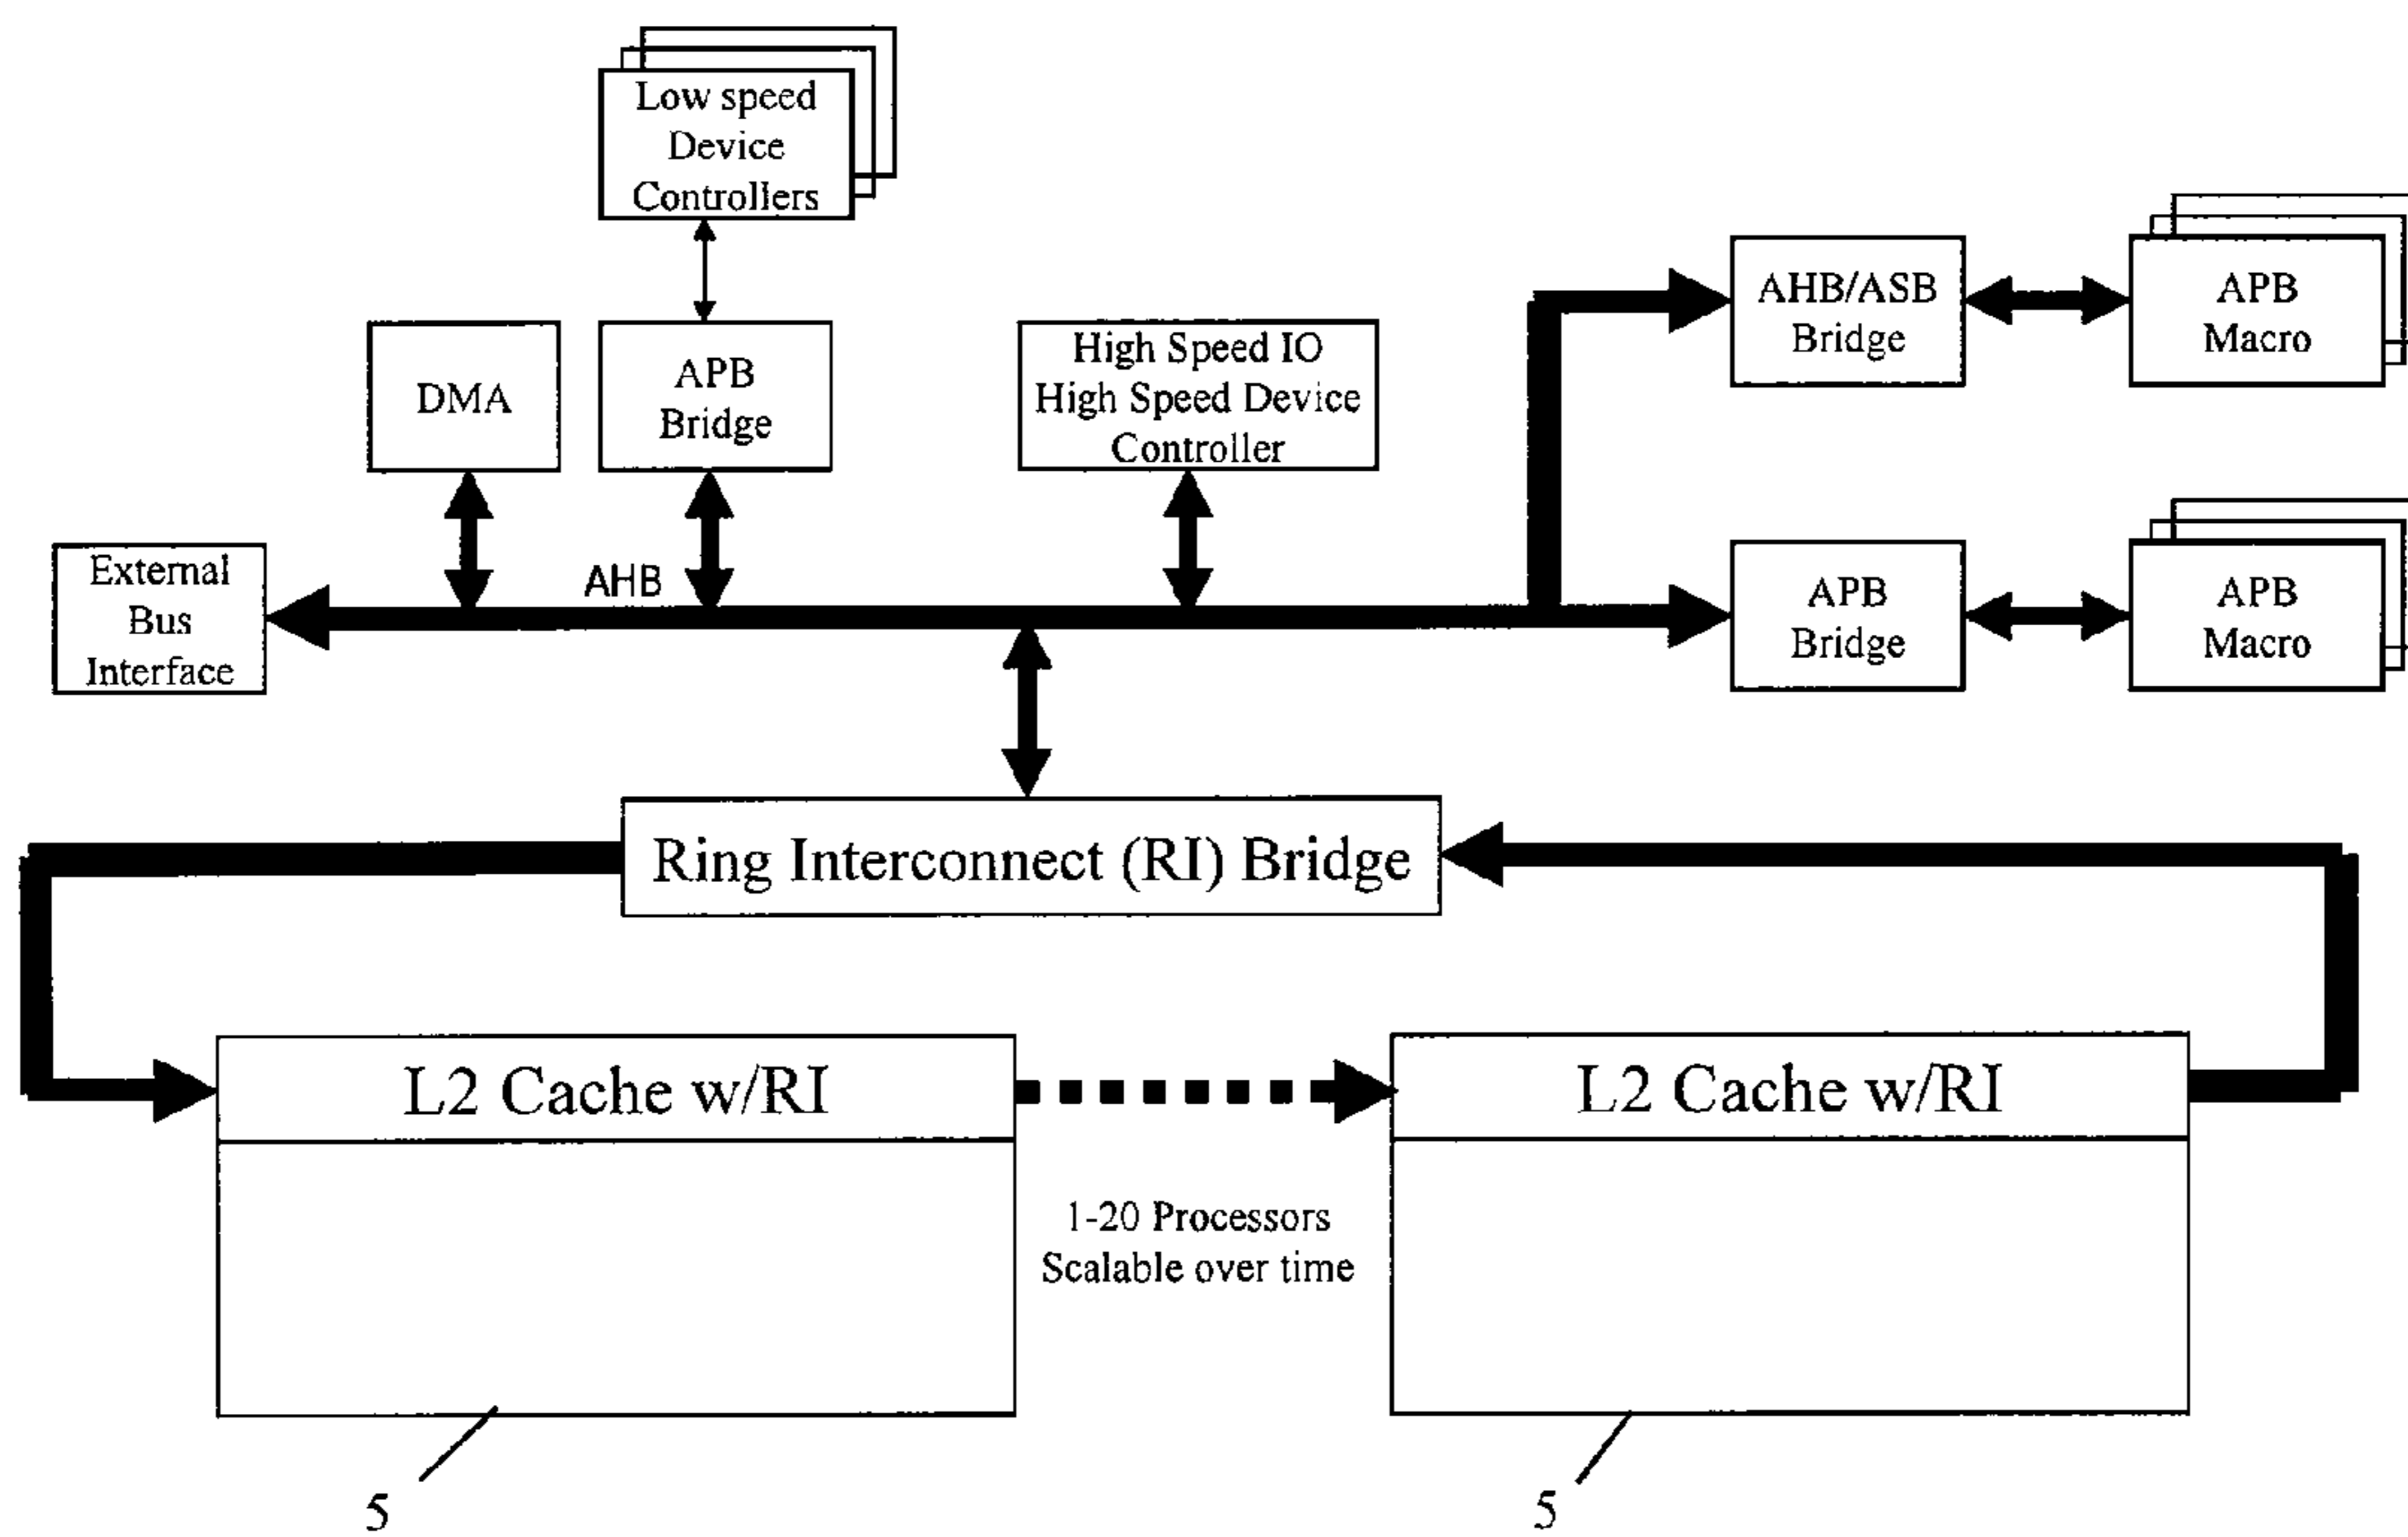 Low speed
Device
Controllers
DMA
APB
Bridge
High Speed IO
High Speed Device
Controller
AHB/ASB
Bridge
APB
Macro
External
Bus
Interface
AHB
APB
Bridge
APB
Macro
Ring Interconnect (RI) Bridge
L2 Cache w/RI
L2 Cache w/RI
1-20 Processors
Scalable over time
5
5